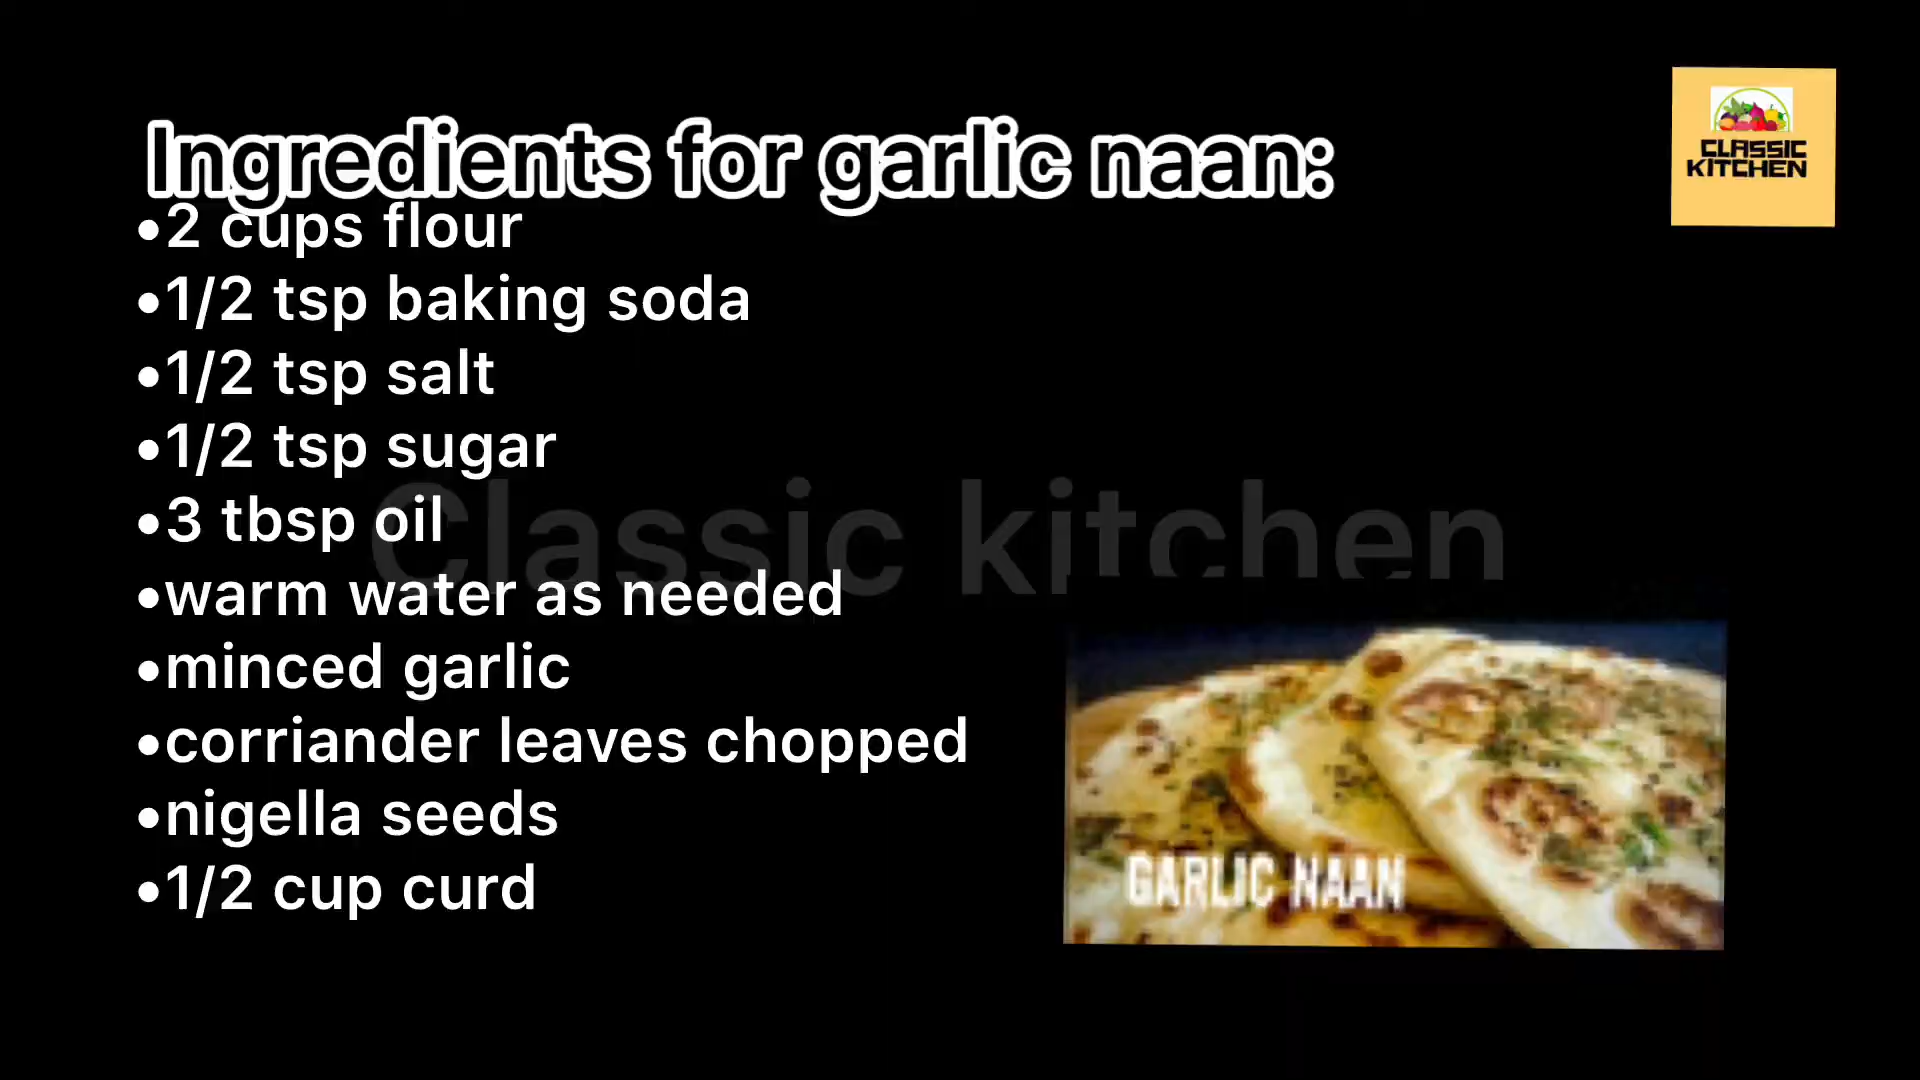 Ingredients for garlic naan:
•2 cups flour
•1/2 tsp baking soda
•1/2 tsp salt
•1/2 tsp sugar
•3 tbsp oil
•warm water as needed
•minced garlic
•corriander leaves chopped
•nigella seeds
•1/2 cup curd
CLASSIC
KITCHEN
Classic kitchen
GARLIC NAAN